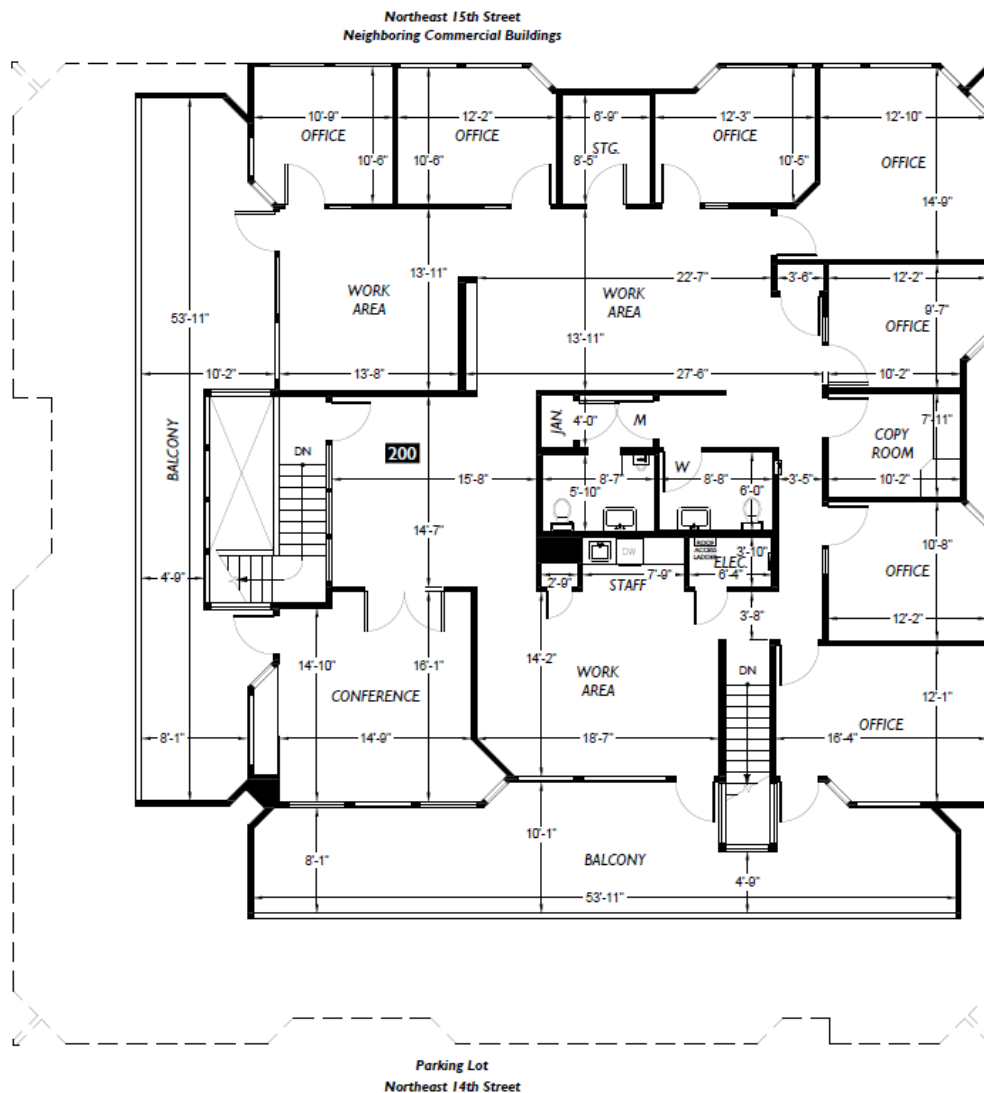 Northeast 15th Street
Neighboring Commercial Buildings
10'-9"
12'-2"
6'-9"
12'-3"
12'-10"
OFFICE
OFFICE
STG.
OFFICE
OFFICE
10'-6"
10'-6"
8'-5"
10'-5"
14'-9"
13'-11"
22'-7"
3'-6"
12'-2"
WORK
AREA
WORK
AREA
9'-7"
OFFICE
53'-11"
13'-11"
10'-2"
13'-8"
27'-6"
10'-2"
BALCONY
JAN.
4'-0"
M
7'-11"
COPY
ROOM
DN
200
W
15'-8"
8'-7"
8'-8"
3'-5"
10'-2"
5'-10"
6'-0"
14'-7"
DW
ROOF
ACCESS
LADDER
3'-10"
10'-8"
ELEC.
4'-9"
2'-9"
7'-9"
6'-4"
OFFICE
STAFF
12'-2"
3'-8"
14'-10"
16'-1"
14'-2"
WORK
AREA
DN
CONFERENCE
12'-1"
OFFICE
8'-1"
14'-9"
18'-7"
16'-4"
10'-1"
8'-1"
BALCONY
4'-9"
53'-11"
Parking Lot
Northeast 14th Street